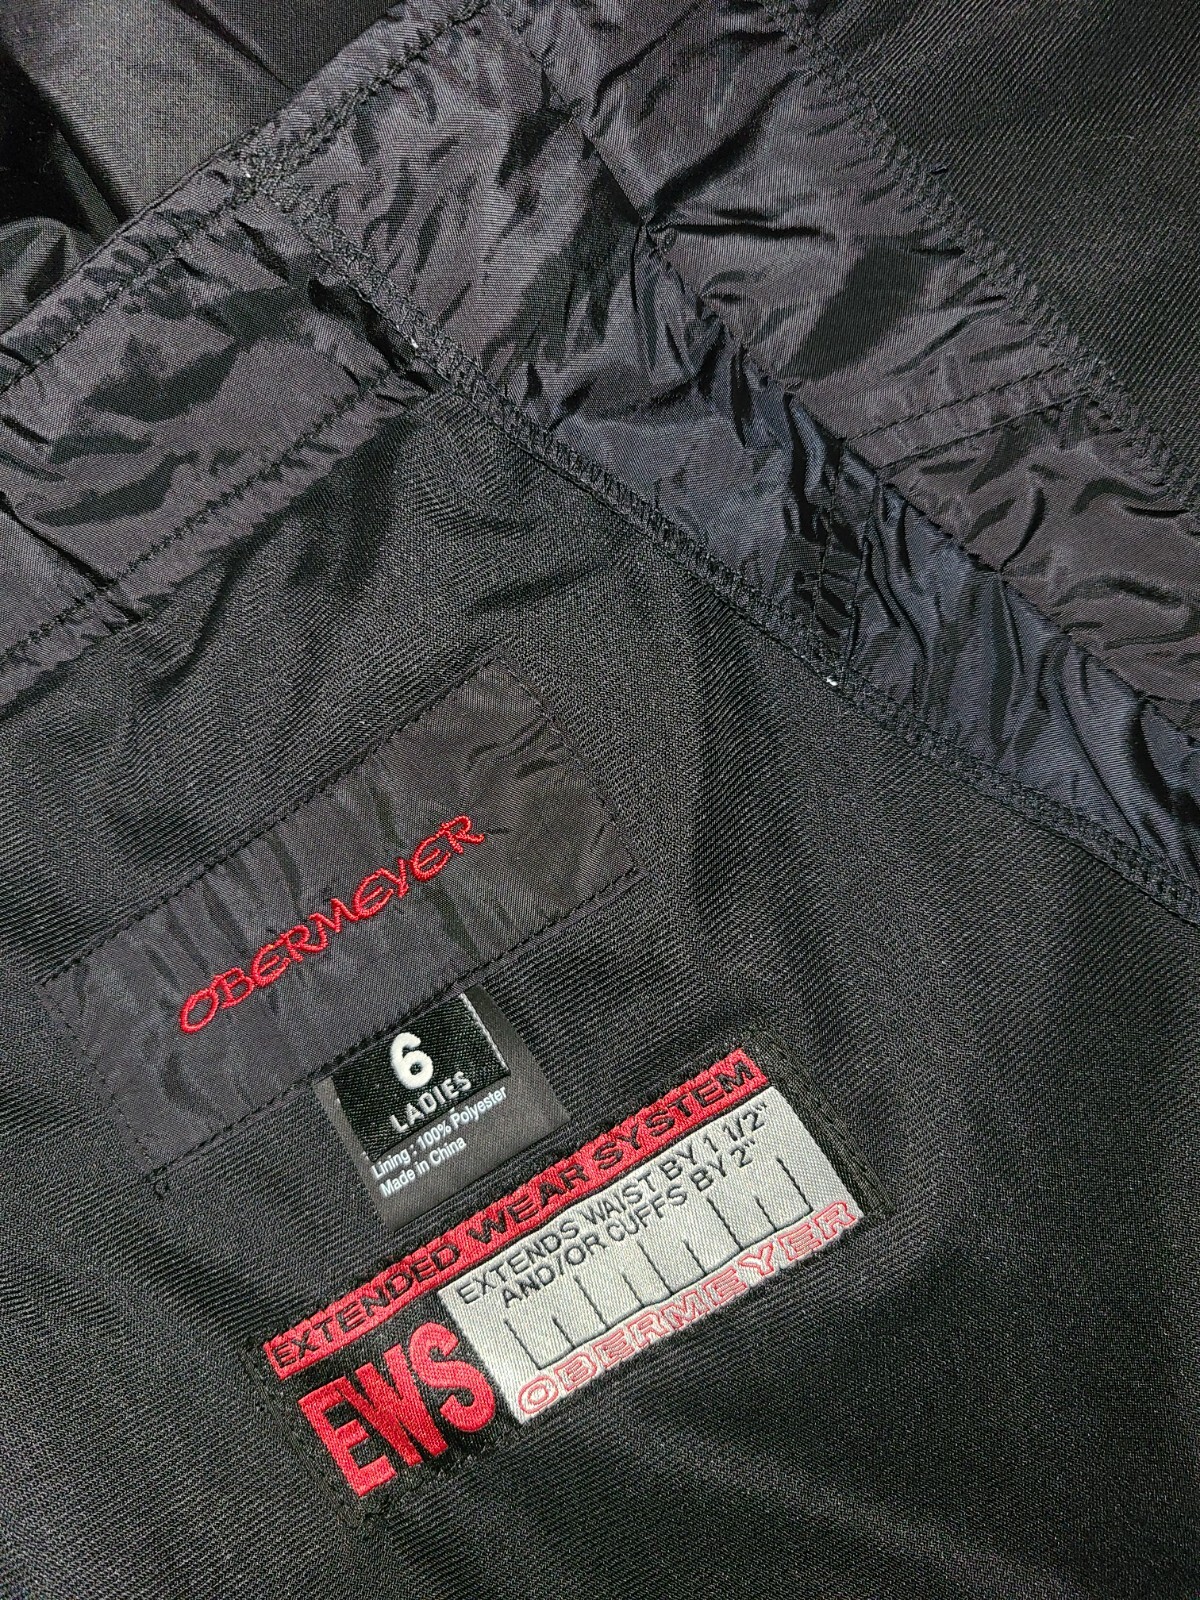 OBERMEYER
6
LADIES
Lining : 100% Polyester
Made in China
EXTENDED WEAR SYSTEM
EWS
EXTENDS WAIST BY 1 1/2"
AND/OR CUFFS BY 2"
OBERMEYER